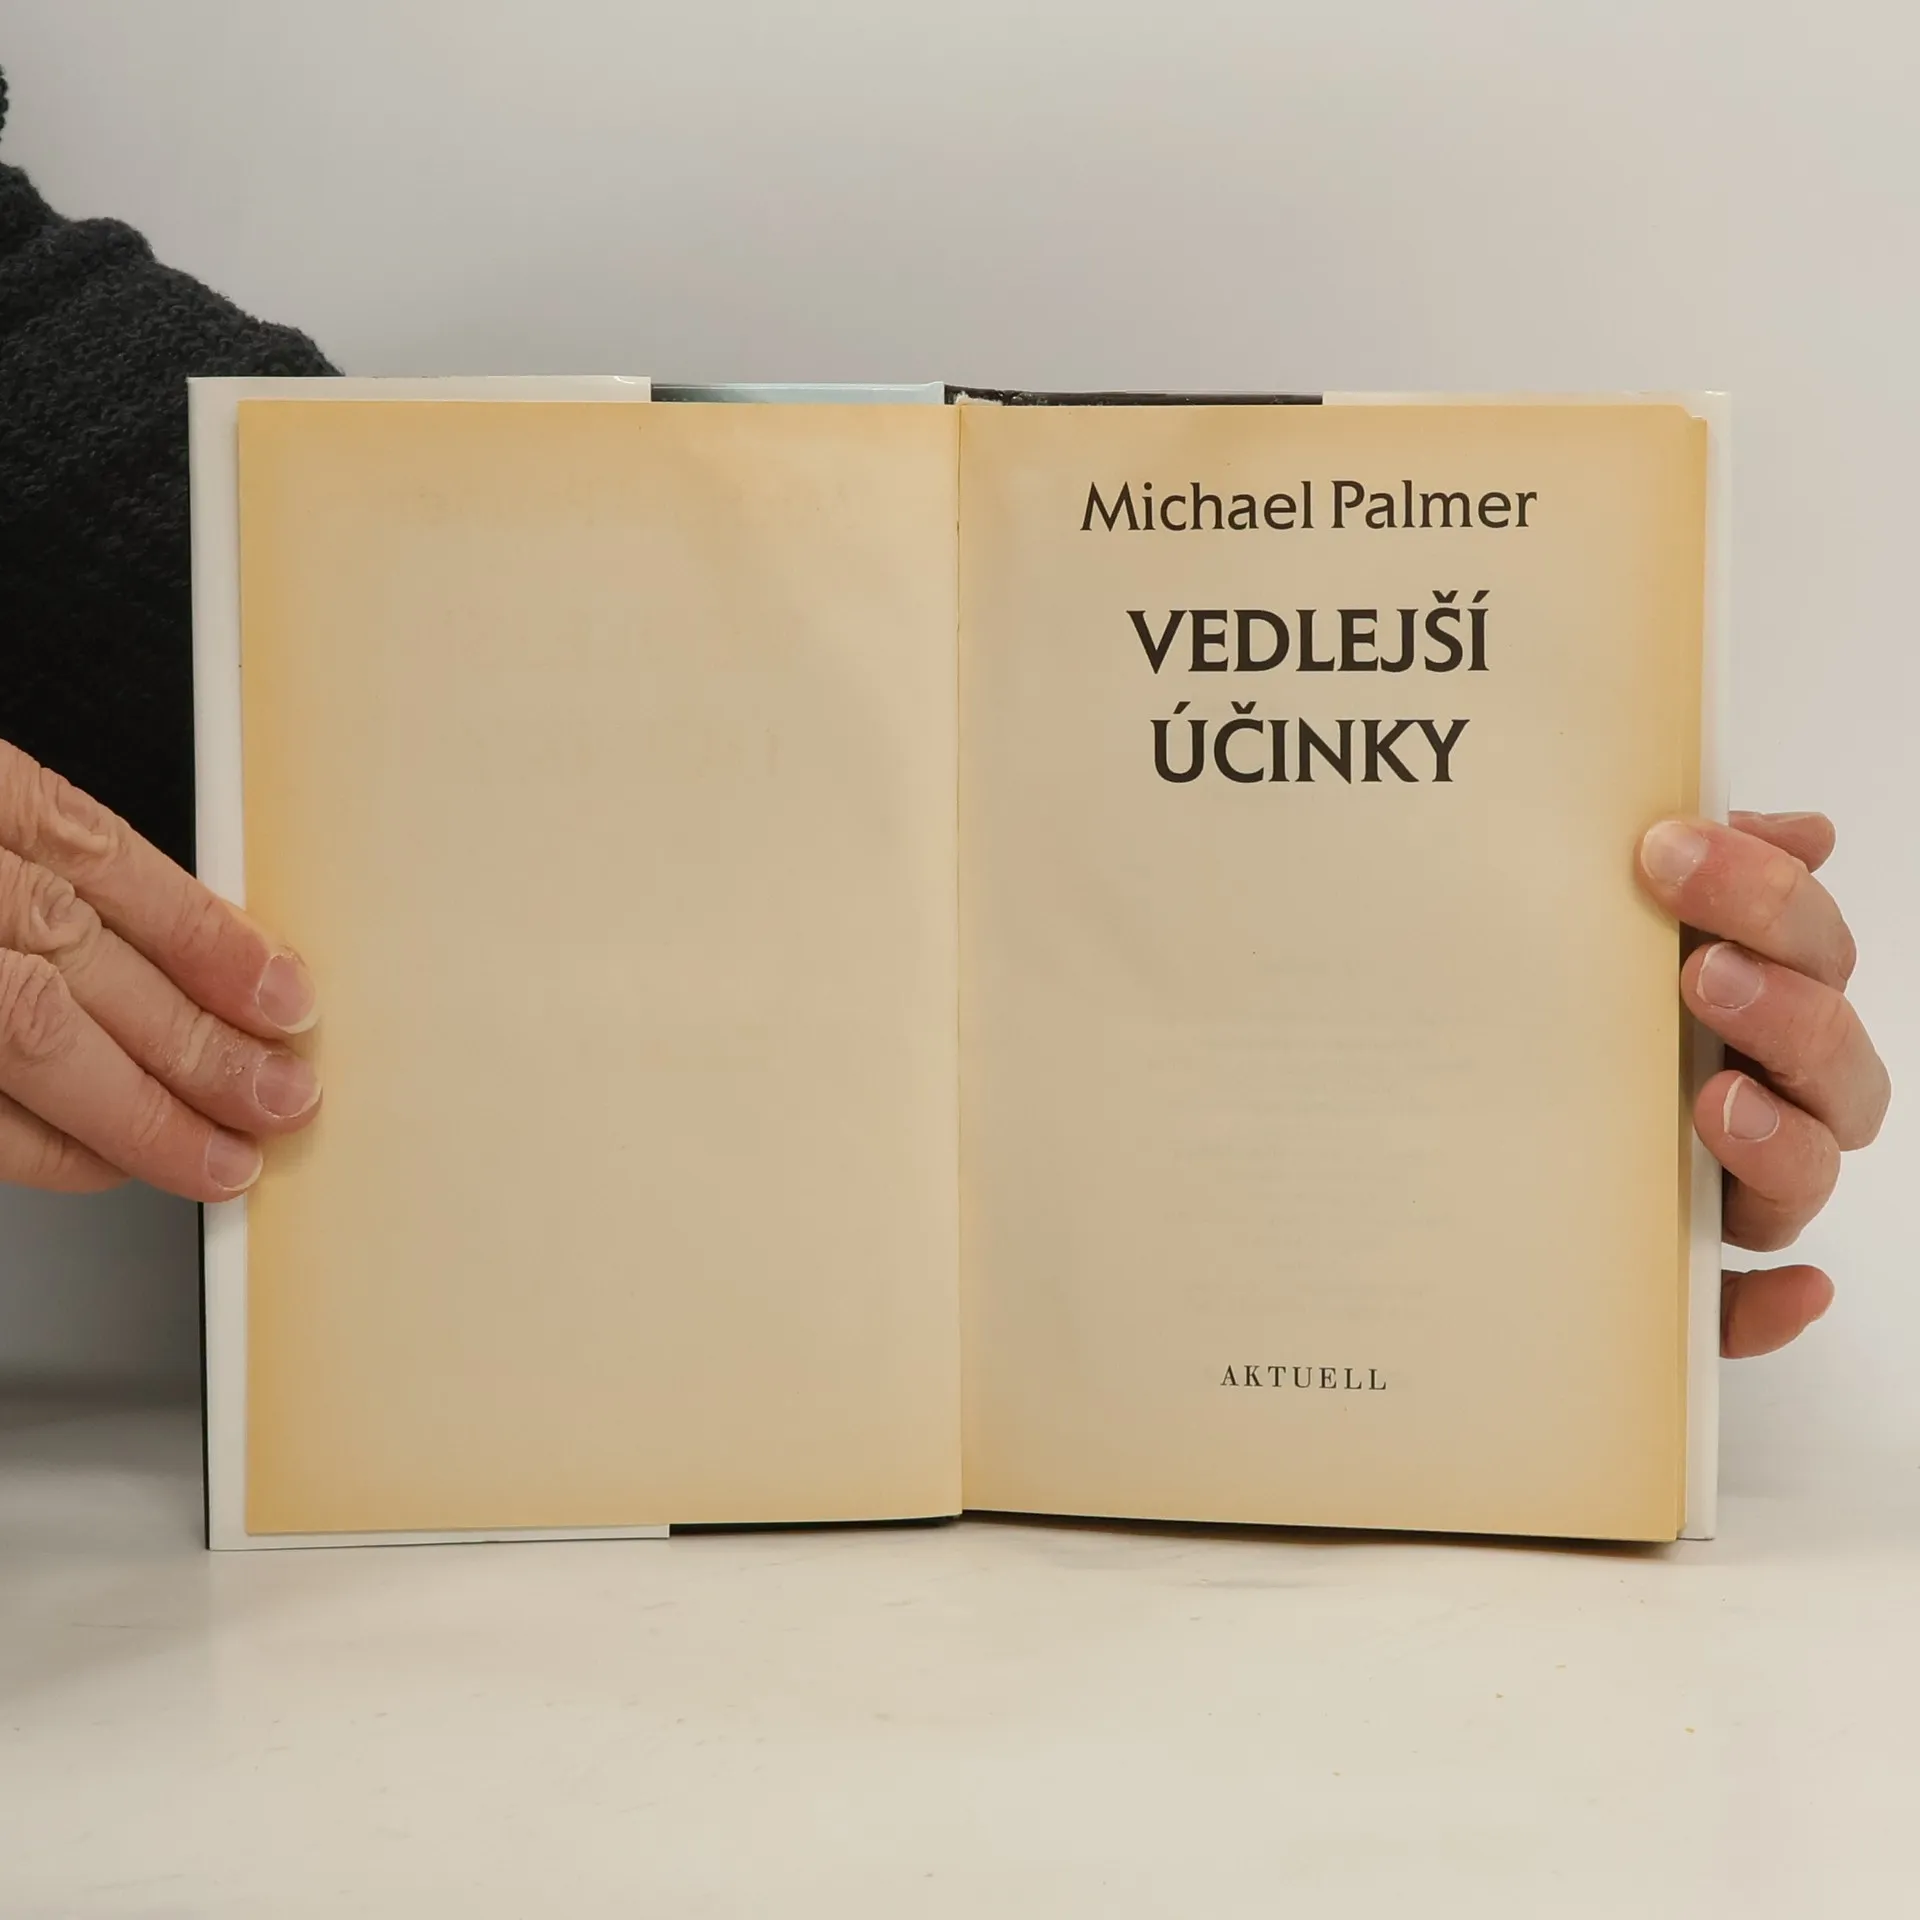 Michael Palmer
VEDLEJŠÍ
ÚČINKY
AKTUELL